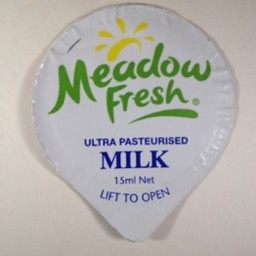 Meadow
Fresh®
ULTRA PASTEURISED
MILK
15ml Net
LIFT TO OPEN